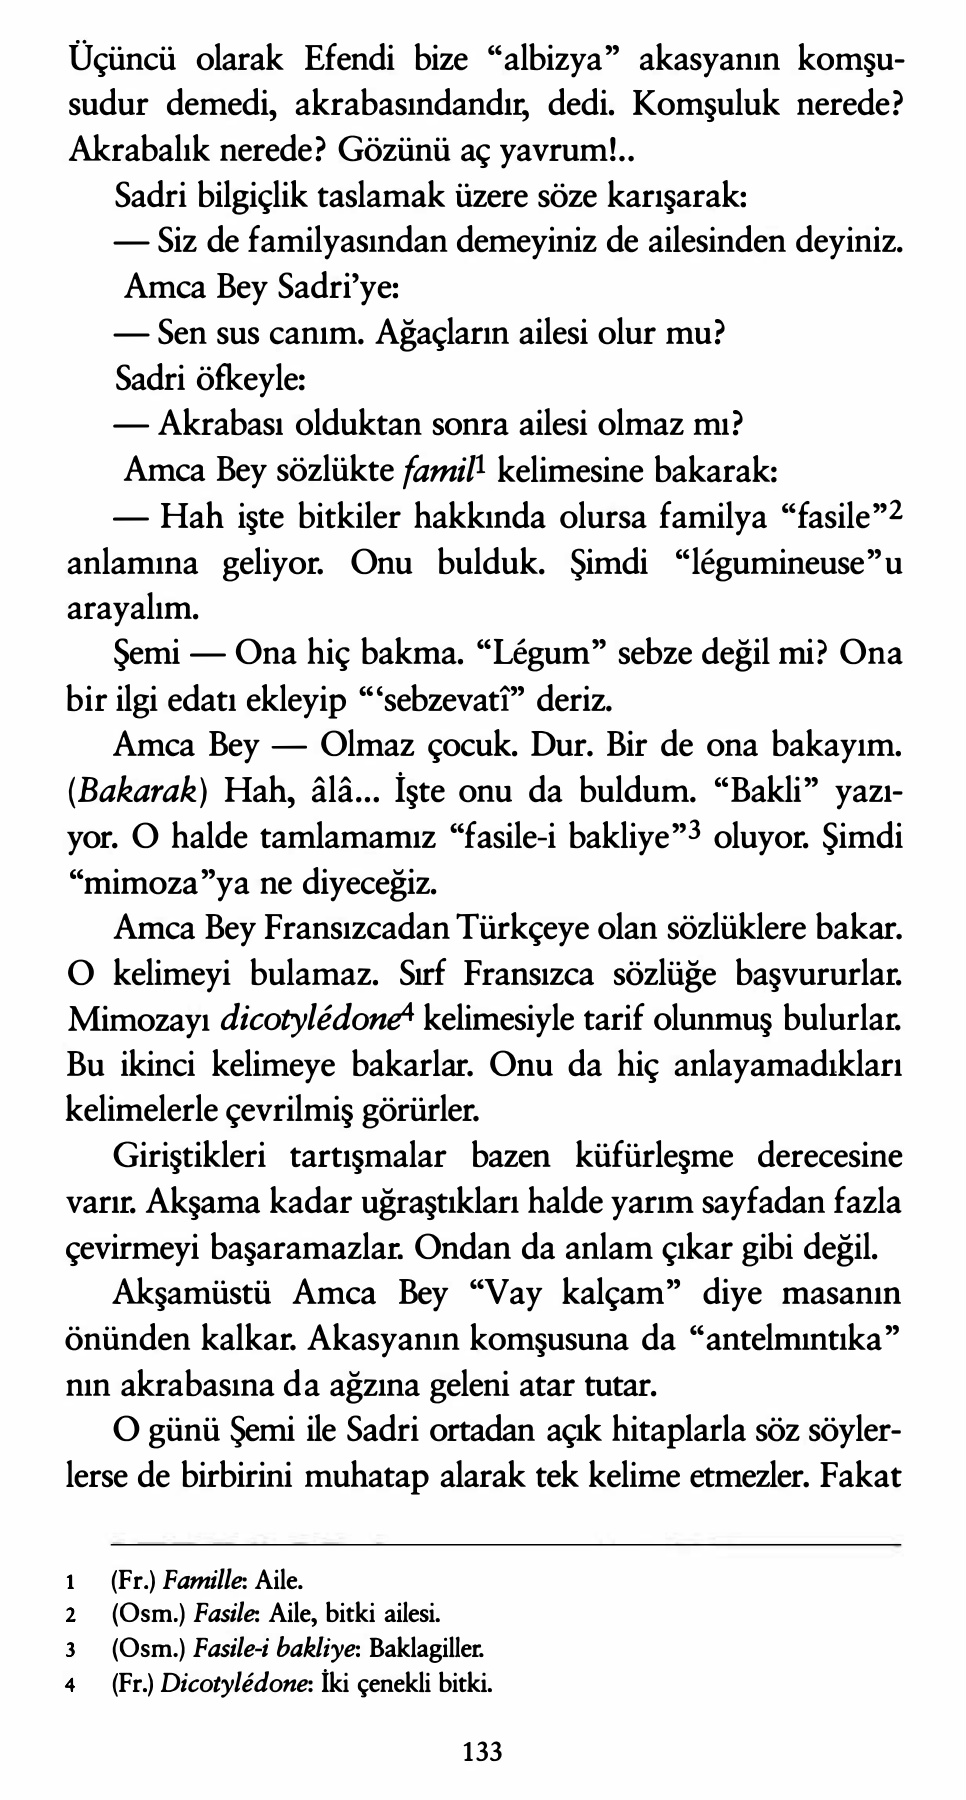 Üçüncü olarak Efendi bize “albizya” akasyanın komşu-
sudur demedi, akrabasındandır, dedi. Komşuluk nerede?
Akrabalık nerede? Gözünü aç yavrum!..
Sadri bilgiçlik taslamak üzere söze karışarak:
— Siz de familyasından demeyiniz de ailesinden deyiniz.
Amca Bey Sadri’ye:
— Sen sus canım. Ağaçların ailesi olur mu?
Sadri öfkeyle:
— Akrabası olduktan sonra ailesi olmaz mı?
Amca Bey sözlükte famil1 kelimesine bakarak:
— Hah işte bitkiler hakkında olursa familya “fasile”2
anlamına geliyor. Onu bulduk. Şimdi “légumineuse”u
arayalım.
Şemi — Ona hiç bakma. “Légum” sebze değil mi? Ona
bir ilgi edatı ekleyip “‘sebzevatî” deriz.
Amca Bey — Olmaz çocuk. Dur. Bir de ona bakayım.
(Bakarak) Hah, âlâ... İşte onu da buldum. “Bakli” yazı-
yor. O halde tamlamamız “fasile-i bakliye”3 oluyor. Şimdi
“mimoza”ya ne diyeceğiz.
Amca Bey Fransızcadan Türkçeye olan sözlüklere bakar.
O kelimeyi bulamaz. Sırf Fransızca sözlüğe başvururlar.
Mimozayı dicotylédone4 kelimesiyle tarif olunmuş bulurlar.
Bu ikinci kelimeye bakarlar. Onu da hiç anlayamadıkları
kelimelerle çevrilmiş görürler.
Giriştikleri tartışmalar bazen küfürleşme derecesine
varır. Akşama kadar uğraştıkları halde yarım sayfadan fazla
çevirmeyi başaramazlar. Ondan da anlam çıkar gibi değil.
Akşamüstü Amca Bey “Vay kalçam” diye masanın
önünden kalkar. Akasyanın komşusuna da “antelmıntıka”
nın akrabasına da ağzına geleni atar tutar.
O günü Şemi ile Sadri ortadan açık hitaplarla söz söyler-
lerse de birbirini muhatap alarak tek kelime etmezler. Fakat
1 (Fr.) Famille: Aile.
2 (Osm.) Fasile: Aile, bitki ailesi.
3 (Osm.) Fasile-i bakliye: Baklagiller.
4 (Fr.) Dicotylédone: İki çenekli bitki.
133